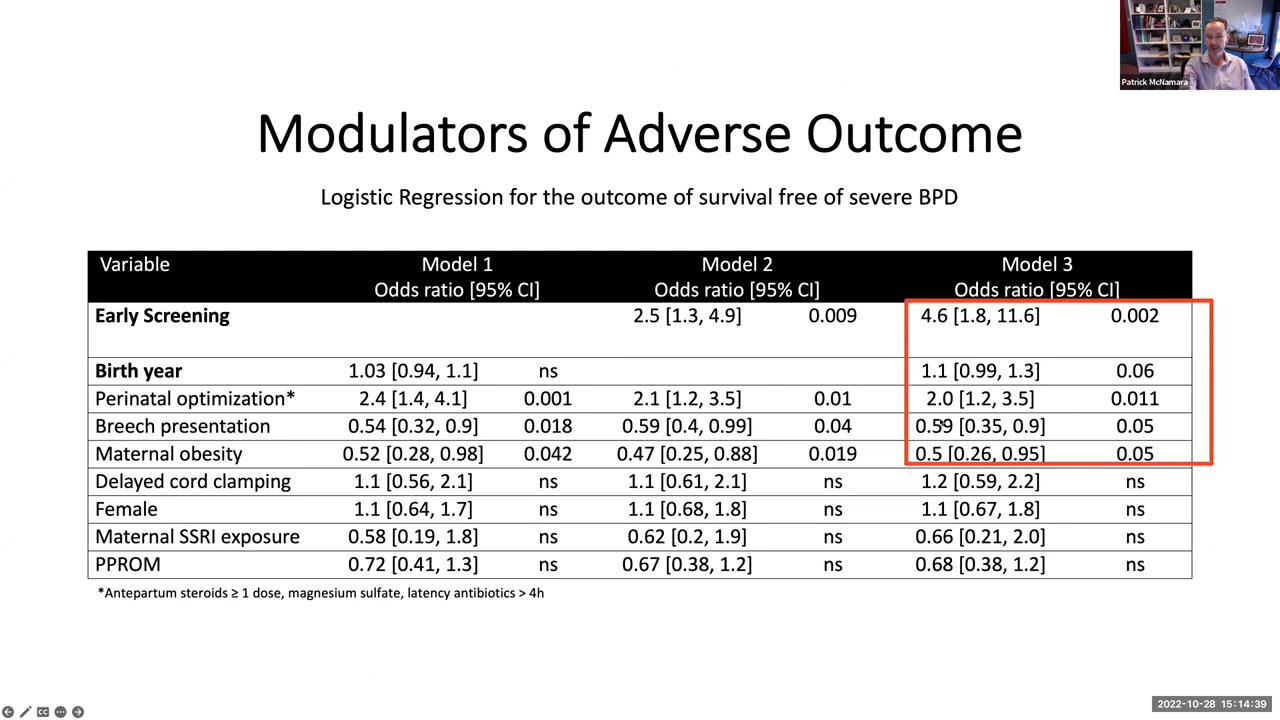 Patrick McNamara
Modulators of Adverse Outcome
Logistic Regression for the outcome of survival free of severe BPD
Variable Model 1 Model 2 Model 3
Odds ratio [95% CI] Odds ratio [95% CI] Odds ratio [95% CI]
Early Screening 2.5 [1.3, 4.9] 0.009 4.6 [1.8, 11.6] 0.002
Birth year 1.03 [0.94, 1.1] ns 1.1 [0.99, 1.3] 0.06
Perinatal optimization* 2.4 [1.4, 4.1] 0.001 2.1 [1.2, 3.5] 0.01 2.0 [1.2, 3.5] 0.011
Breech presentation 0.54 [0.32, 0.9] 0.018 0.59 [0.4, 0.99] 0.04 0.59 [0.35, 0.9] 0.05
Maternal obesity 0.52 [0.28, 0.98] 0.042 0.47 [0.25, 0.88] 0.019 0.5 [0.26, 0.95] 0.05
Delayed cord clamping 1.1 [0.56, 2.1] ns 1.1 [0.61, 2.1] ns 1.2 [0.59, 2.2] ns
Female 1.1 [0.64, 1.7] ns 1.1 [0.68, 1.8] ns 1.1 [0.67, 1.8] ns
Maternal SSRI exposure 0.58 [0.19, 1.8] ns 0.62 [0.2, 1.9] ns 0.66 [0.21, 2.0] ns
PPROM 0.72 [0.41, 1.3] ns 0.67 [0.38, 1.2] ns 0.68 [0.38, 1.2] ns
*Antepartum steroids ≥ 1 dose, magnesium sulfate, latency antibiotics > 4h
CC
2022-10-28 15:14:39